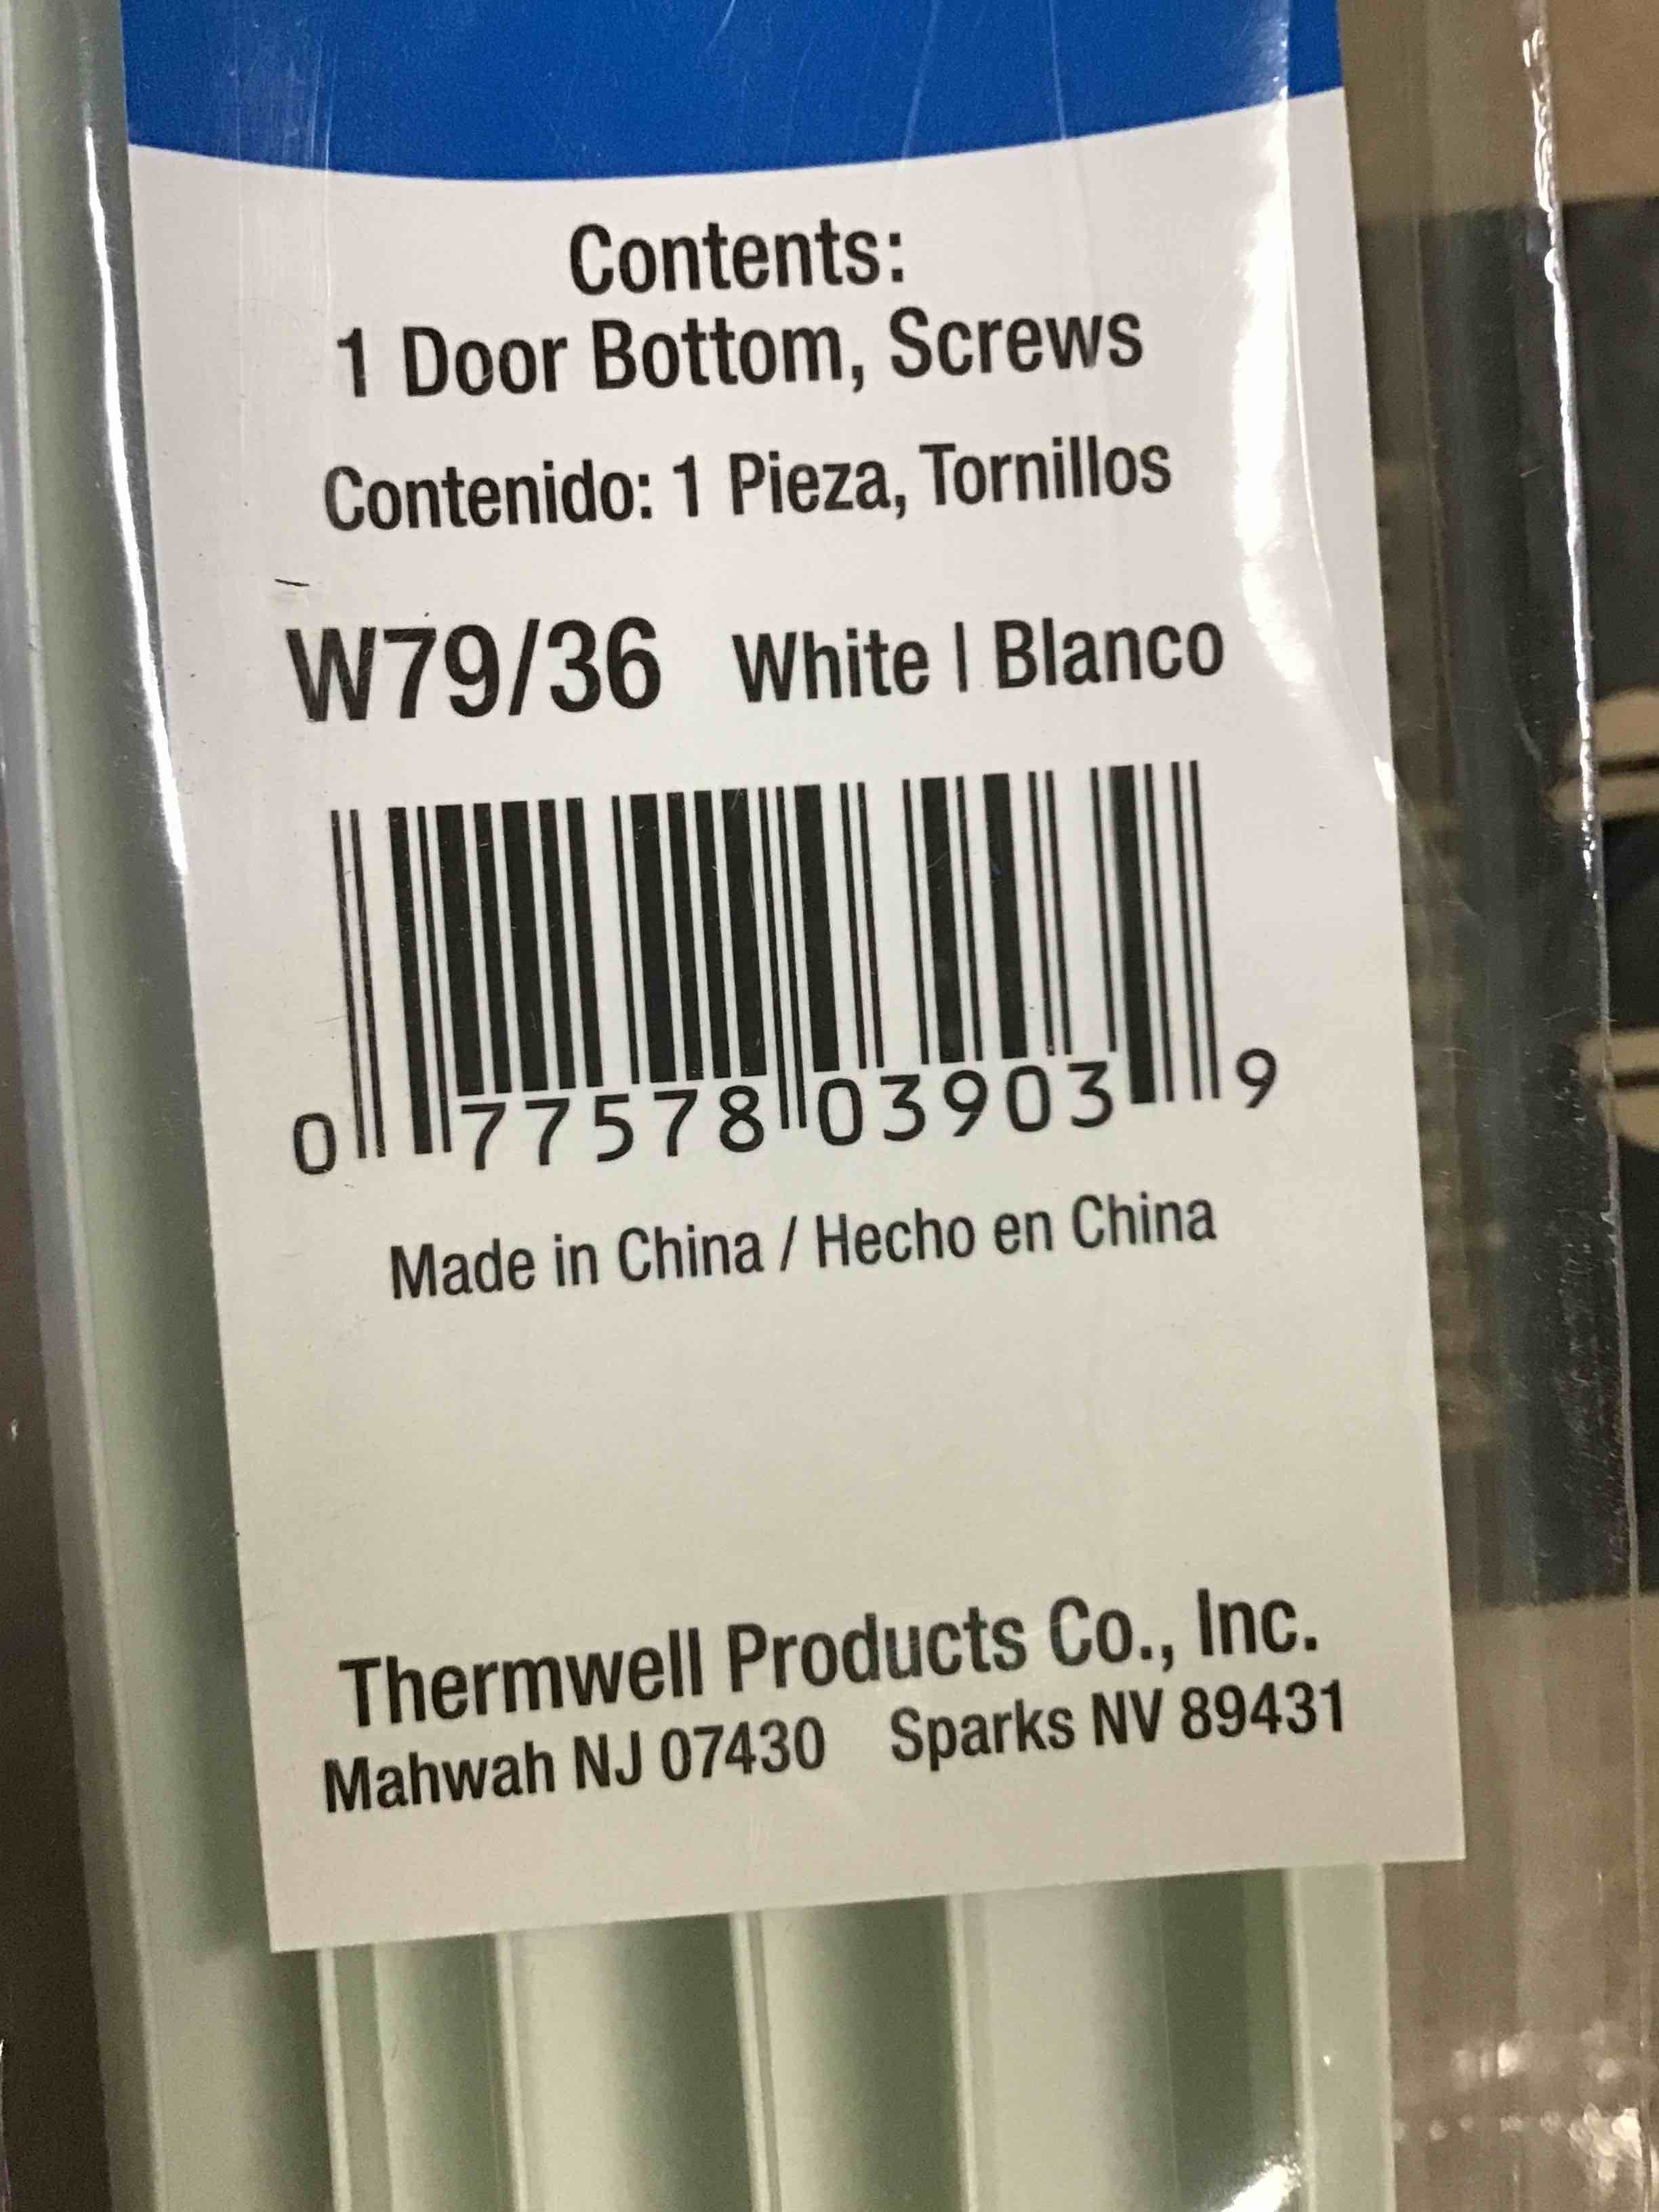 Contents:
1 Door Bottom, Screws
Contenido: 1 Pieza, Tornillos
W79/36 White | Blanco
0 77578 03903 9
Made in China / Hecho en China
Thermwell Products Co., Inc.
Mahwah NJ 07430 Sparks NV 89431